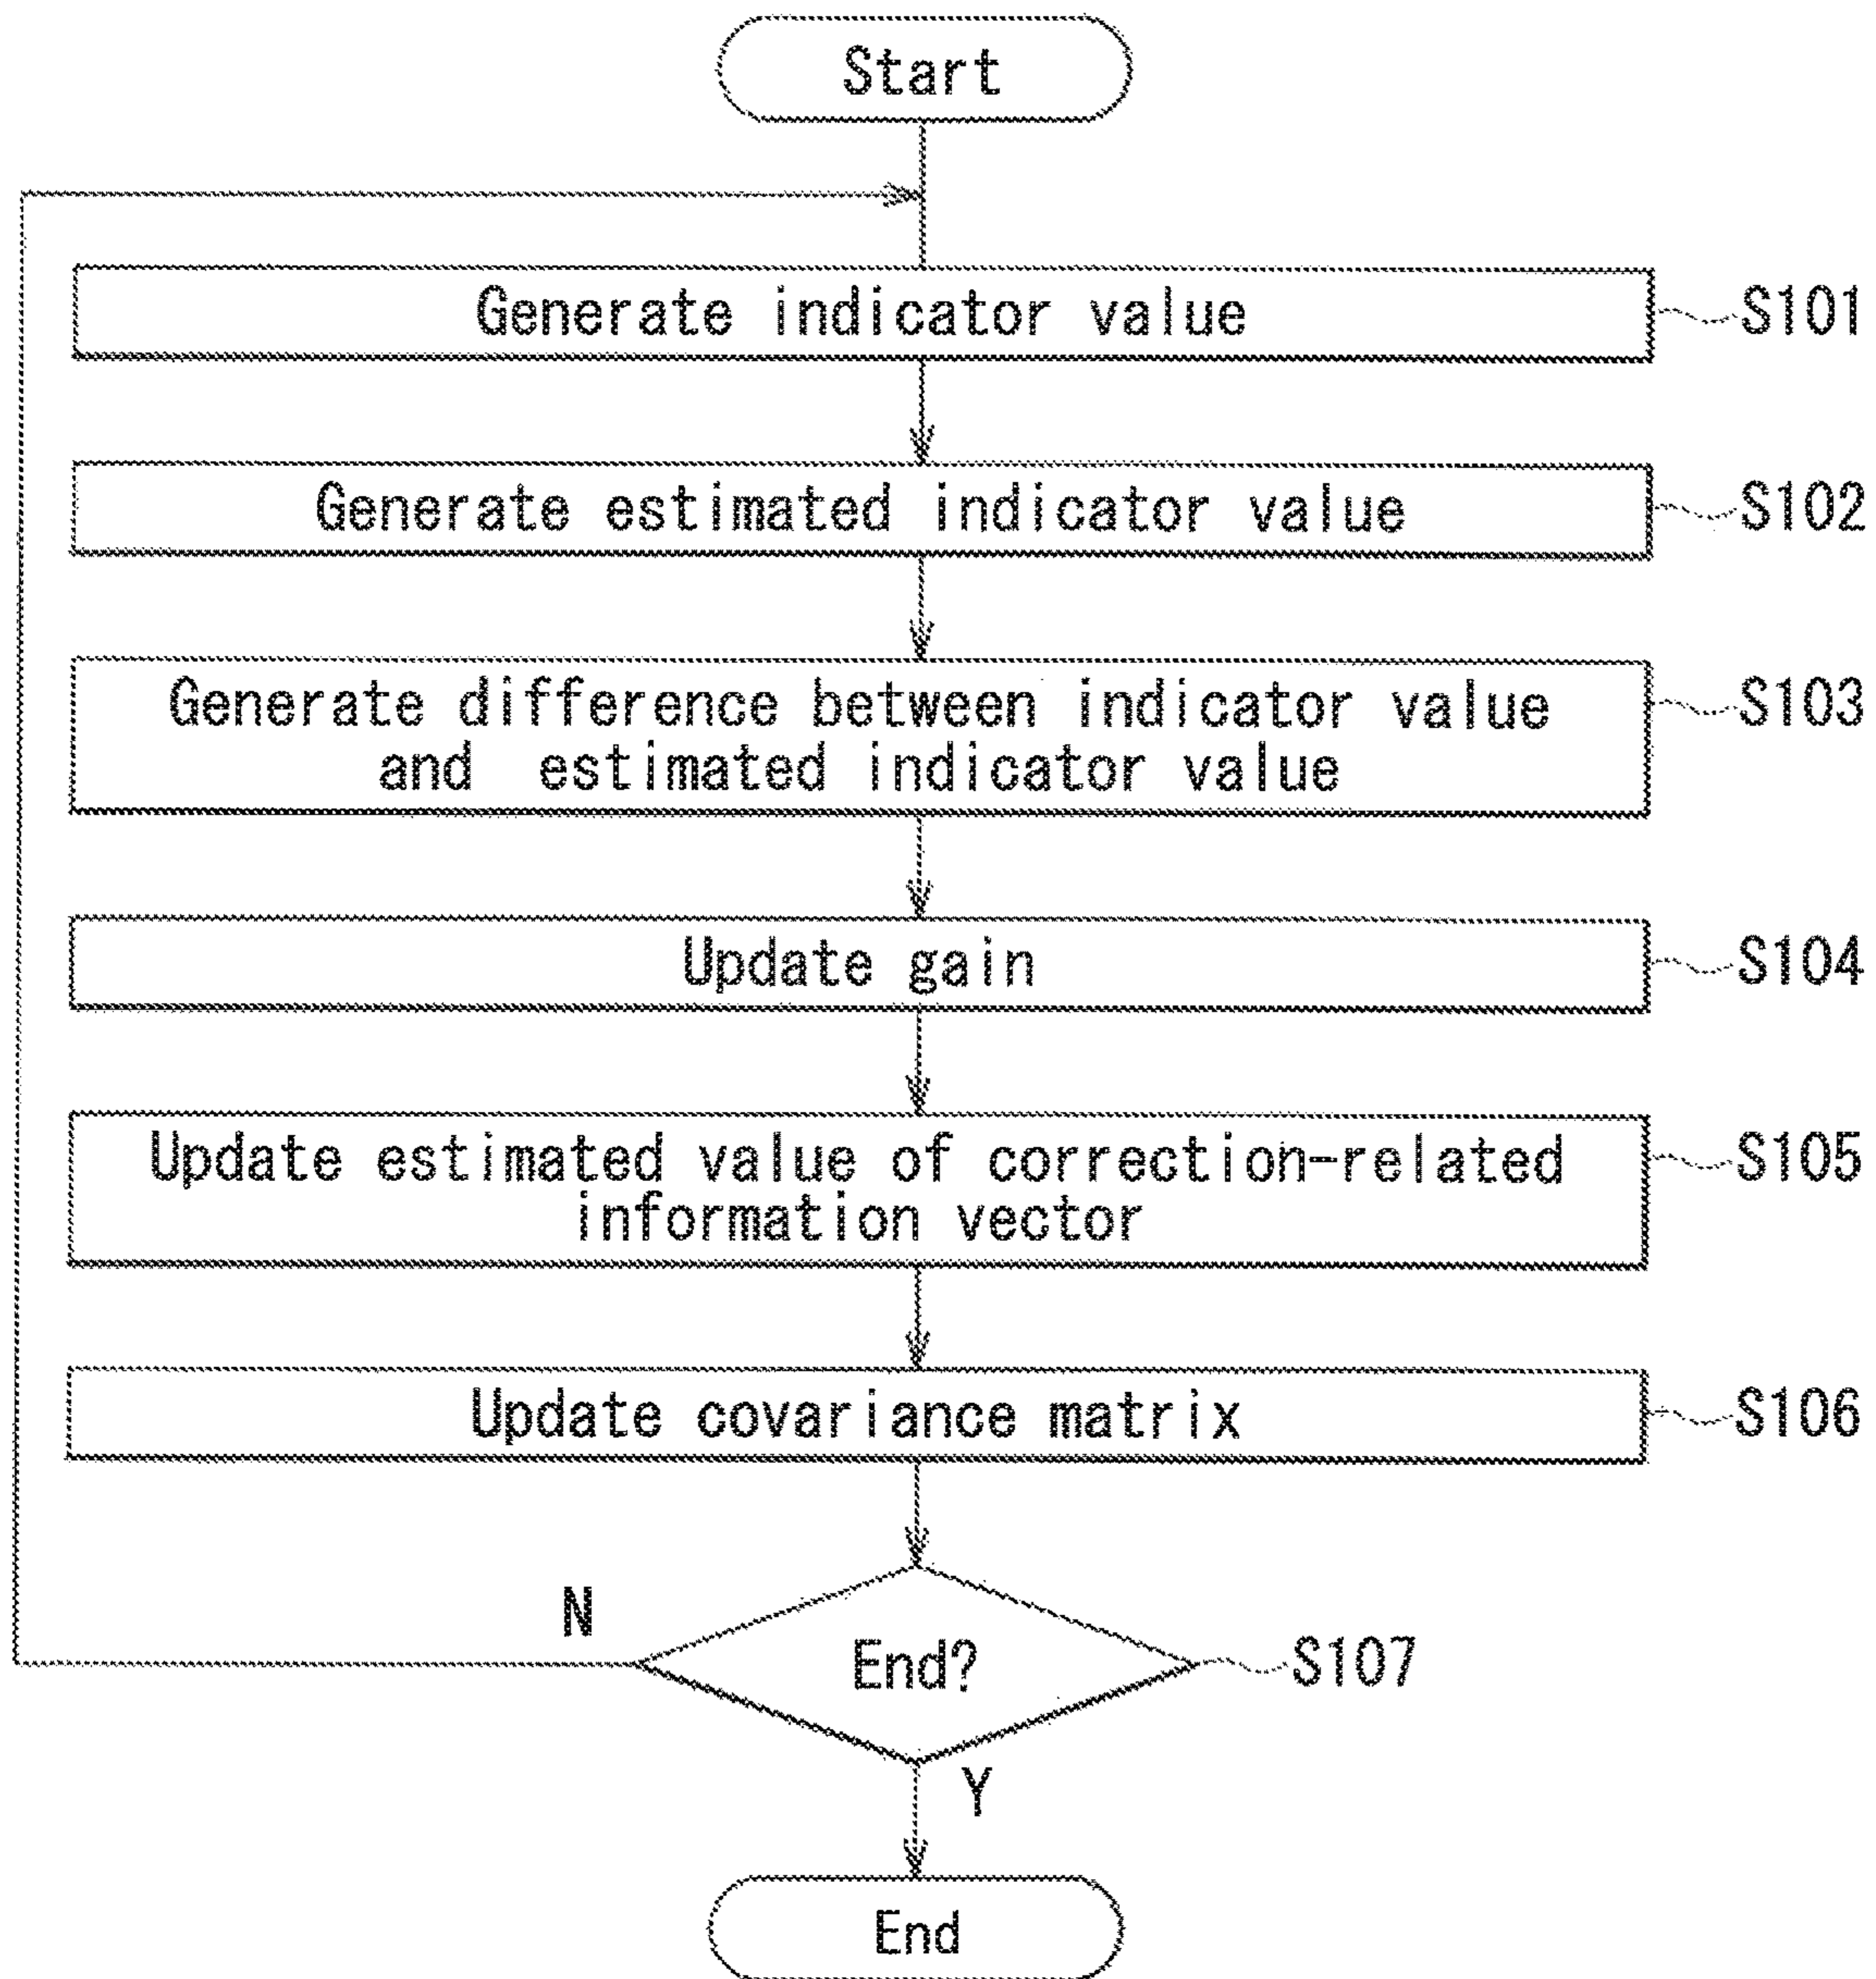 Start
Generate indicator value
S101
Generate estimated indicator value
S102
Generate difference between indicator value
and estimated indicator value
S103
Update gain
S104
Update estimated value of correction-related
information vector
S105
Update covariance matrix
S106
N
End?
S107
Y
End